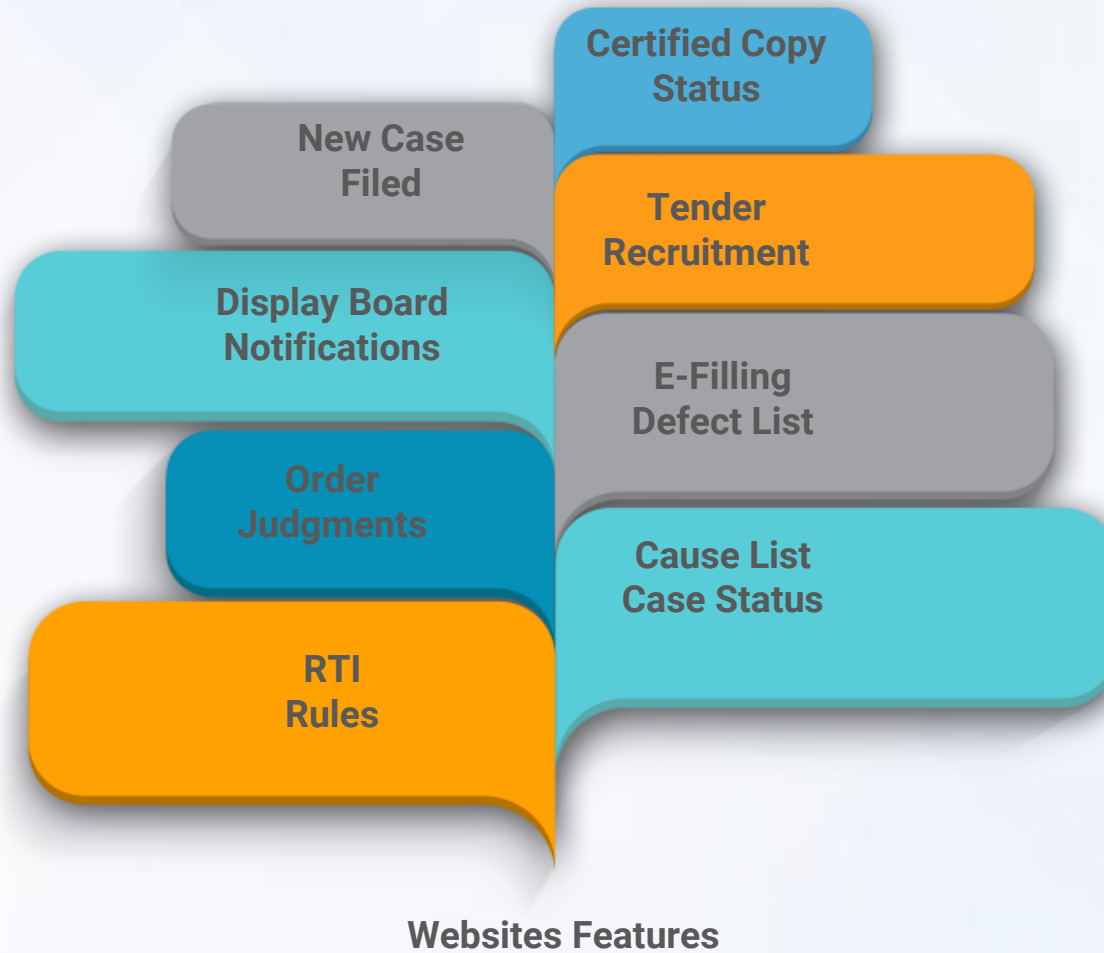 Certified Copy
Status
New Case
Filed
Tender
Recruitment
Display Board
Notifications
E-Filling
Defect List
Order
Judgments
Cause List
Case Status
RTI
Rules
Websites Features